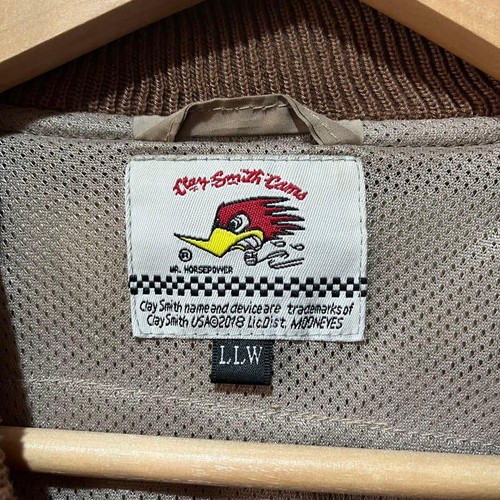 Clay Smith Cams
®
MR. HORSEPOWER
Clay Smith name and device are trademarks of
Clay Smith USA©2018 Lic.Dist. MOONEYES
LLW